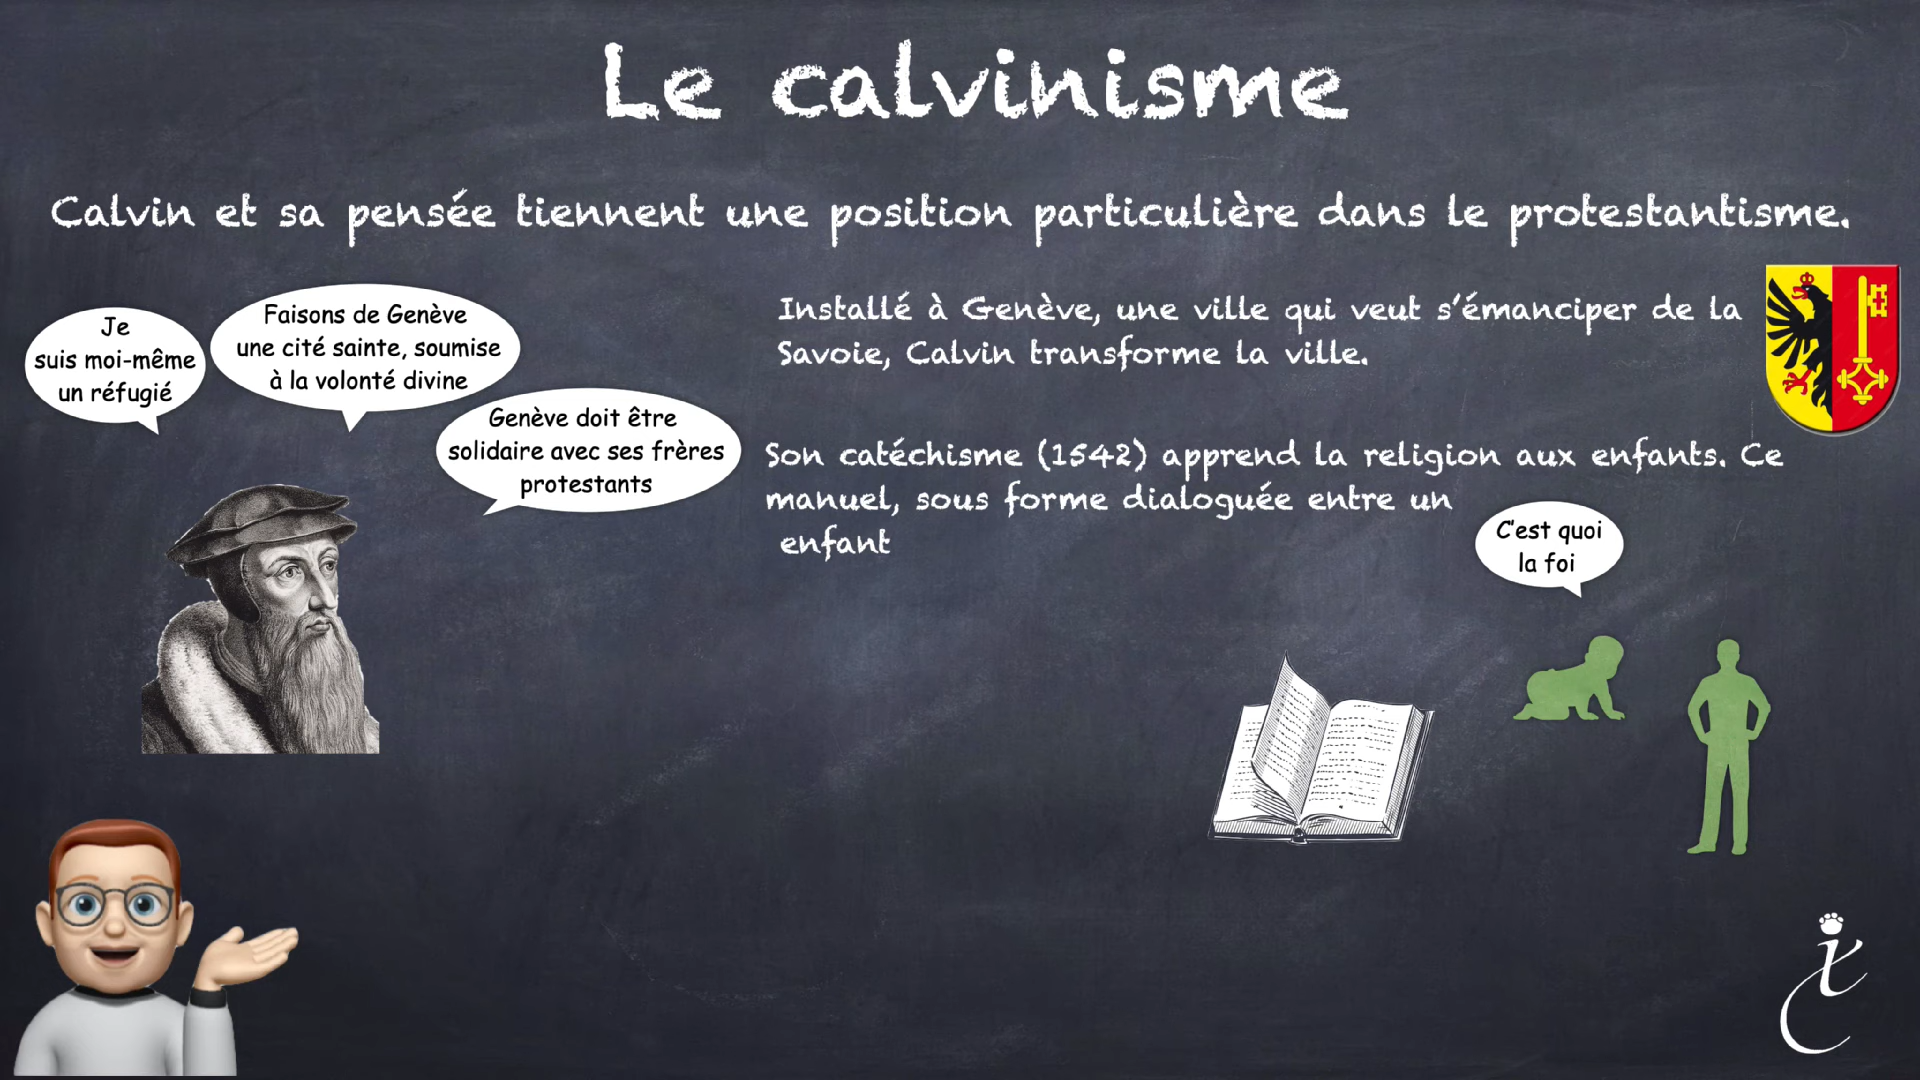 Le calvinisme
Calvin et sa pensée tiennent une position particulière dans le protestantisme.
Je
suis moi-même
un réfugié
Faisons de Genève
une cité sainte, soumise
à la volonté divine
Genève doit être
solidaire avec ses frères
protestants
Installé à Genève, une ville qui veut s'émanciper de la
Savoie, Calvin transforme la ville.
Son catéchisme (1542) apprend la religion aux enfants. Ce
manuel, sous forme dialoguée entre un
enfant
C'est quoi
la foi